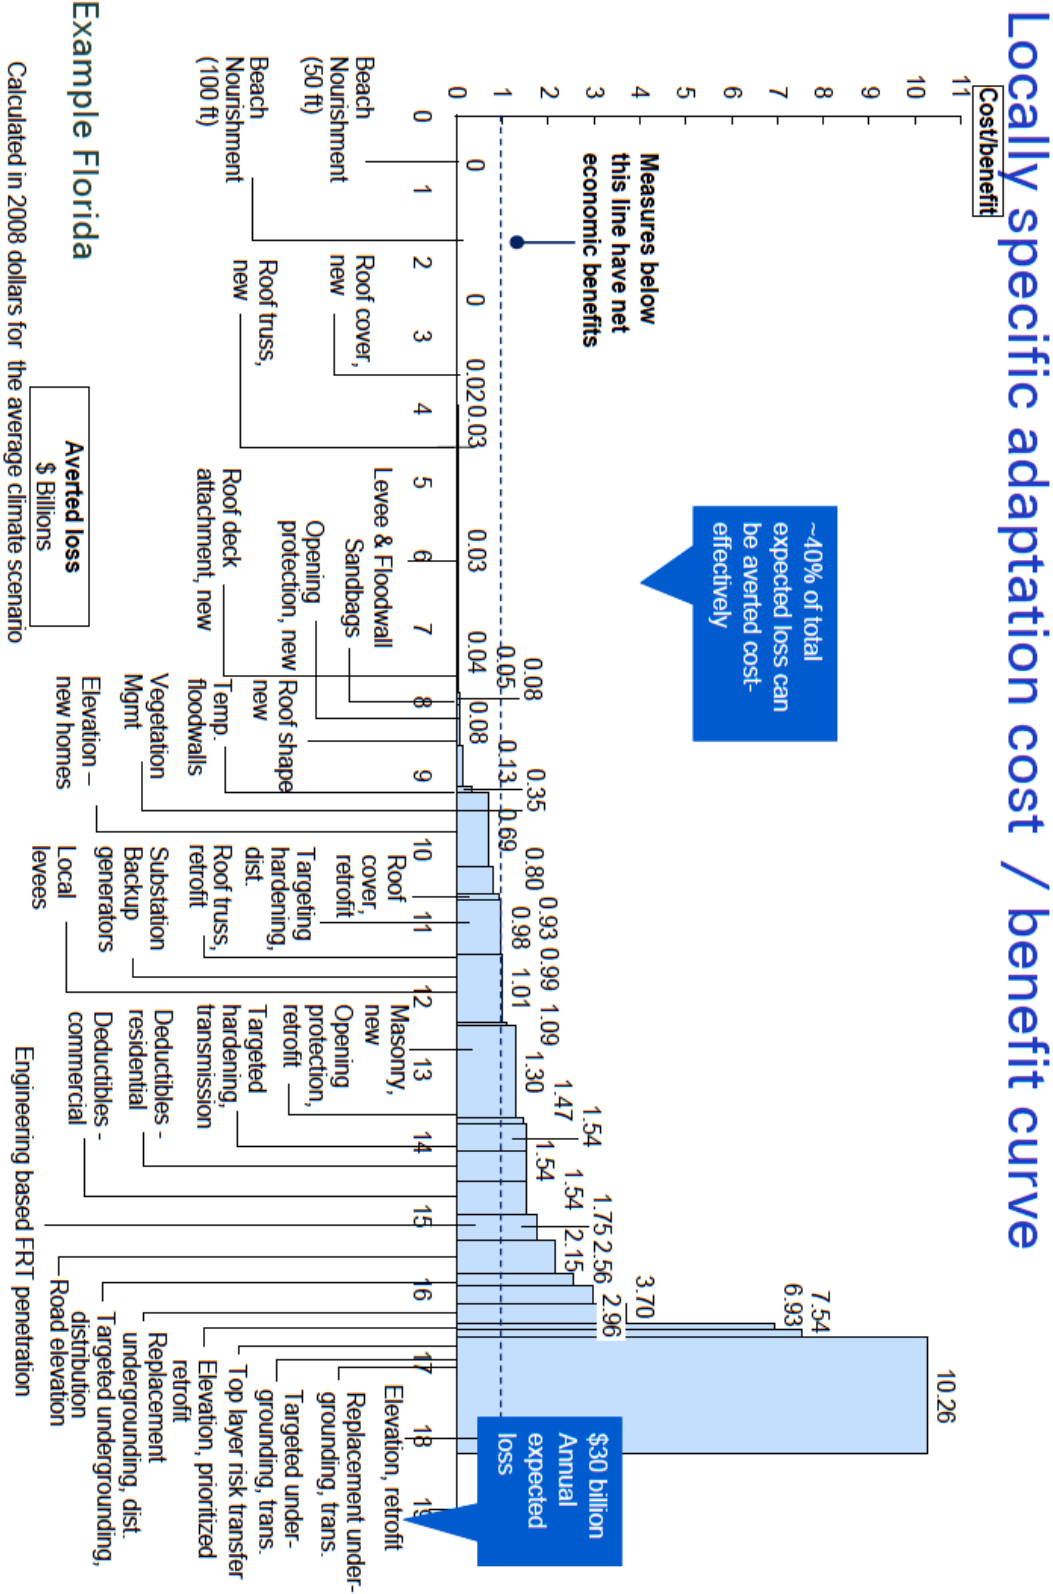 Locally specific adaptation cost / benefit curve
Cost/benefit
11
10
9
8
7
6
5
4
3
2
1
0
Measures below
this line have net
economic benefits
~40% of total
expected loss can
be averted cost-
effectively
$30 billion
Annual
expected
loss
0
0
0.02
0.03
0.03
0.04
0.05
0.08
0.08
0.13
0.35
0.69
0.80
0.93
0.98
0.99
1.01
1.09
1.30
1.47
1.54
1.54
1.54
1.75
2.15
2.56
2.96
3.70
6.93
7.54
10.26
0 1 2 3 4 5 6 7 8 9 10 11 12 13 14 15 16 17 18 19
Beach
Nourishment
(50 ft)
Beach
Nourishment
(100 ft)
Roof cover,
new
Roof truss,
new
Levee & Floodwall
Sandbags
Opening
protection, new
Roof deck
attachment, new
Roof shape
new
Temp.
floodwalls
Vegetation
Mgmt
Elevation –
new homes
Roof
cover,
retrofit
Targeting
hardening,
dist.
Roof truss,
retrofit
Substation
Backup
generators
Local
levees
Masonry,
new
Opening
protection,
retrofit
Targeted
hardening,
transmission
Deductibles -
residential
Deductibles -
commercial
Engineering based FRT penetration
Road elevation
Targeted undergrounding,
distribution
Replacement
undergrounding, dist.
Elevation, prioritized
retrofit
Top layer risk transfer
Targeted under-
grounding, trans.
Replacement under-
grounding, trans.
Elevation, retrofit
Averted loss
$ Billions
Example Florida
Calculated in 2008 dollars for the average climate scenario